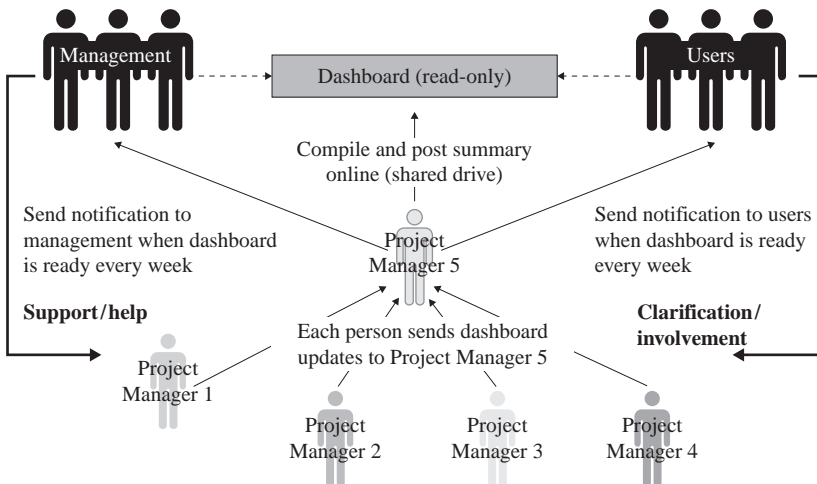 Management
Dashboard (read-only)
Users
Compile and post summary
online (shared drive)
Send notification to
management when dashboard
is ready every week
Project
Manager 5
Send notification to users
when dashboard is ready
every week
Support/help
Clarification/
involvement
Each person sends dashboard
updates to Project Manager 5
Project
Manager 1
Project
Manager 2
Project
Manager 3
Project
Manager 4